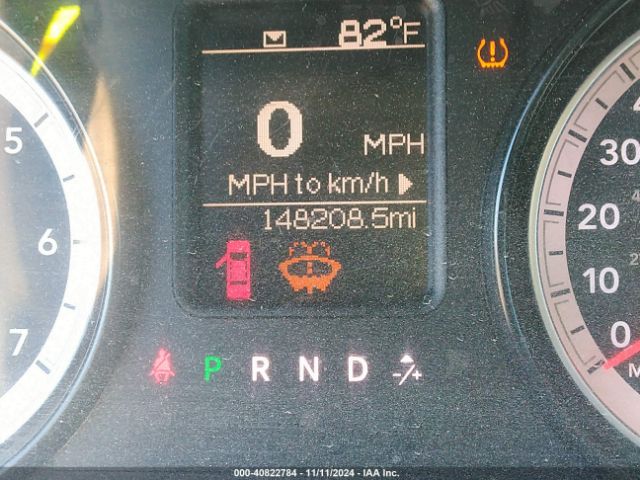 82°F
0 MPH
MPH to km/h
148208.5mi
5
6
7
30
20
10
0
P R N D -/+
000-40822784 - 11/11/2024 - IAA Inc.